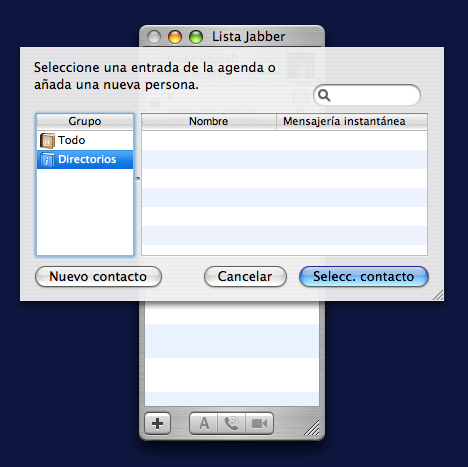 Lista Jabber
Seleccione una entrada de la agenda o
añada una nueva persona.
Grupo
Nombre
Mensajería instantánea
Todo
Directorios
Nuevo contacto
Cancelar
Selecc. contacto
A